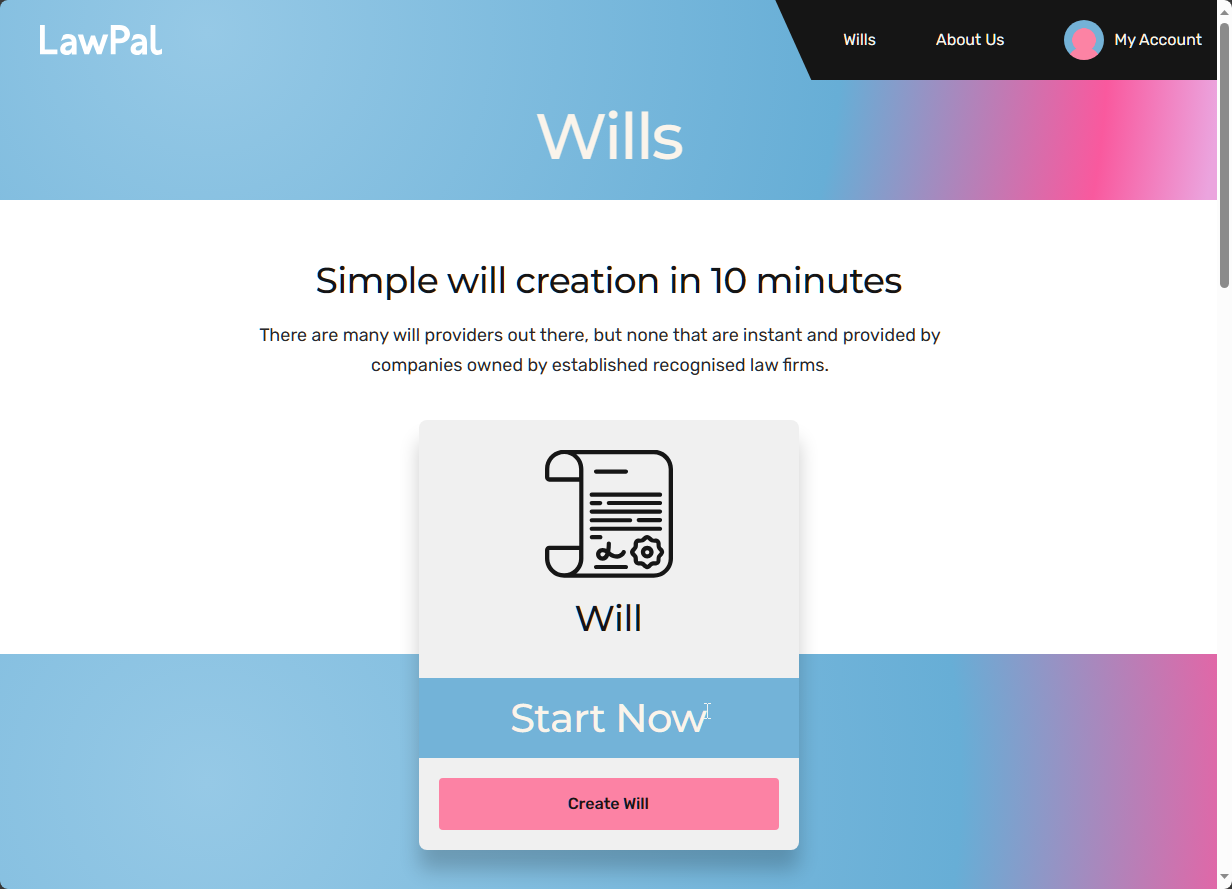 LawPal
Wills
About Us
My Account
Wills
Simple will creation in 10 minutes
There are many will providers out there, but none that are instant and provided by
companies owned by established recognised law firms.
Will
Start Now
Create Will